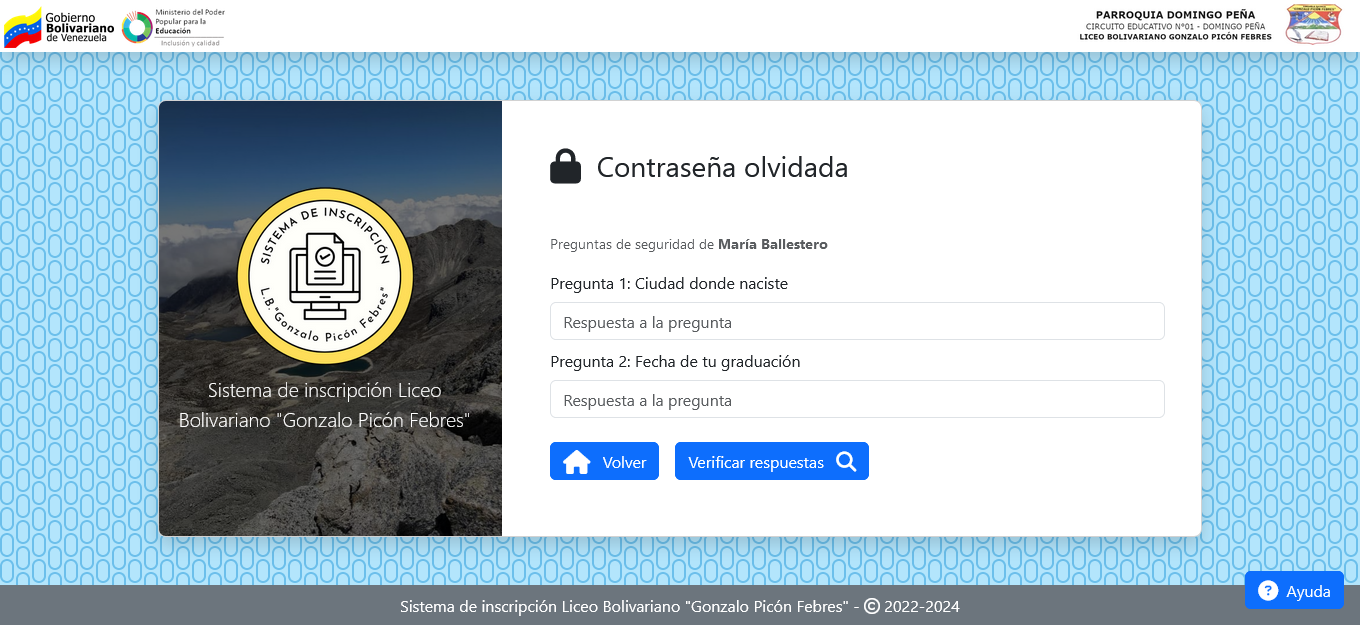 Gobierno
Bolivariano
de Venezuela
Ministerio del Poder
Popular para la
Educación
Inclusión y calidad
PARROQUIA DOMINGO PEÑA
CIRCUITO EDUCATIVO N°01 - DOMINGO PEÑA
LICEO BOLIVARIANO GONZALO PICÓN FEBRES
SISTEMA DE INSCRIPCIÓN
L.B. "Gonzalo Picón Febres"
Sistema de inscripción Liceo
Bolivariano "Gonzalo Picón Febres"
Contraseña olvidada
Preguntas de seguridad de María Ballestero
Pregunta 1: Ciudad donde naciste
Respuesta a la pregunta
Pregunta 2: Fecha de tu graduación
Respuesta a la pregunta
Volver
Verificar respuestas
Ayuda
Sistema de inscripción Liceo Bolivariano "Gonzalo Picón Febres" - © 2022-2024